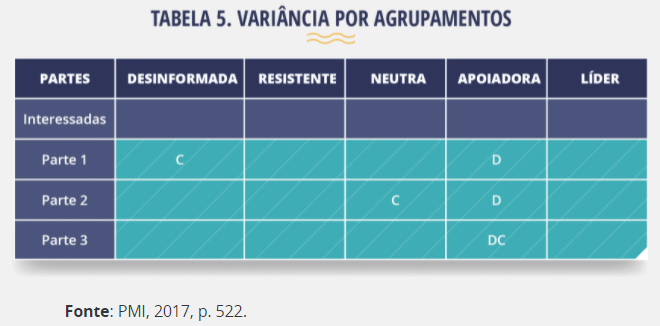 TABELA 5. VARIÂNCIA POR AGRUPAMENTOS
PARTES DESINFORMADA RESISTENTE NEUTRA APOIADORA LÍDER
Interessadas
Parte 1 C D
Parte 2 C D
Parte 3 DC
Fonte: PMI, 2017, p. 522.